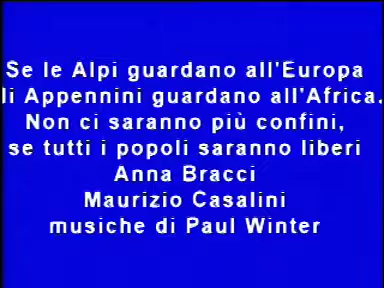 Se le Alpi guardano all'Europa
li Appennini guardano all'Africa.
Non ci saranno più confini,
se tutti i popoli saranno liberi
Anna Bracci
Maurizio Casalini
musiche di Paul Winter